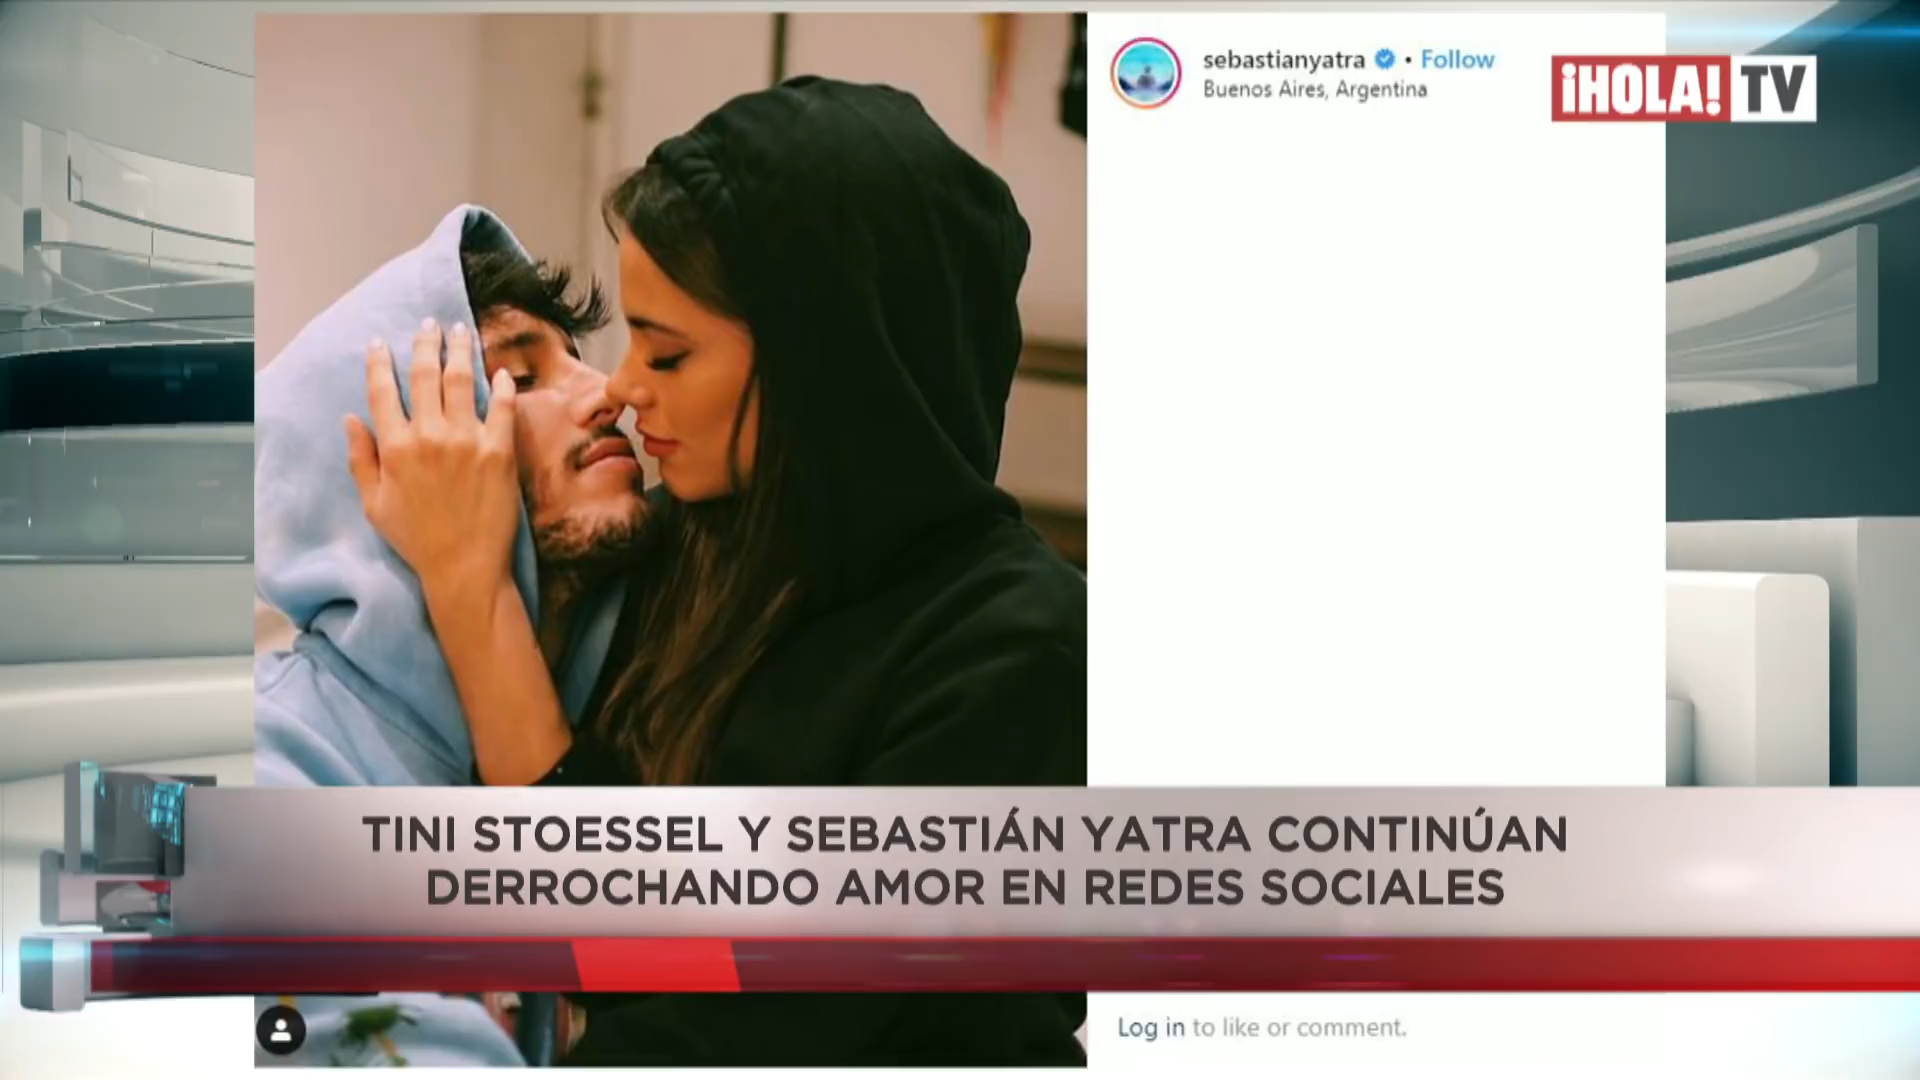 sebastianyatra • Follow
Buenos Aires, Argentina
¡HOLA! TV
TINI STOESSEL Y SEBASTIÁN YATRA CONTINÚAN
DERROCHANDO AMOR EN REDES SOCIALES
Log in to like or comment.